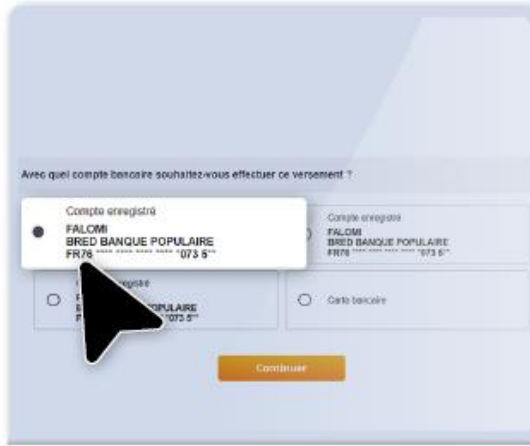 Avec quel compte bancaire souhaitez-vous effectuer ce versement ?
Compte enregistré
FALOMI
BRED BANQUE POPULAIRE
FR76 **** **** **** **** *073 5**
Compte enregistré
FALOMI
BRED BANQUE POPULAIRE
FR76 **** **** **** **** *073 5**
OPULAIRE
*073 5**
Carte bancaire
Continuer